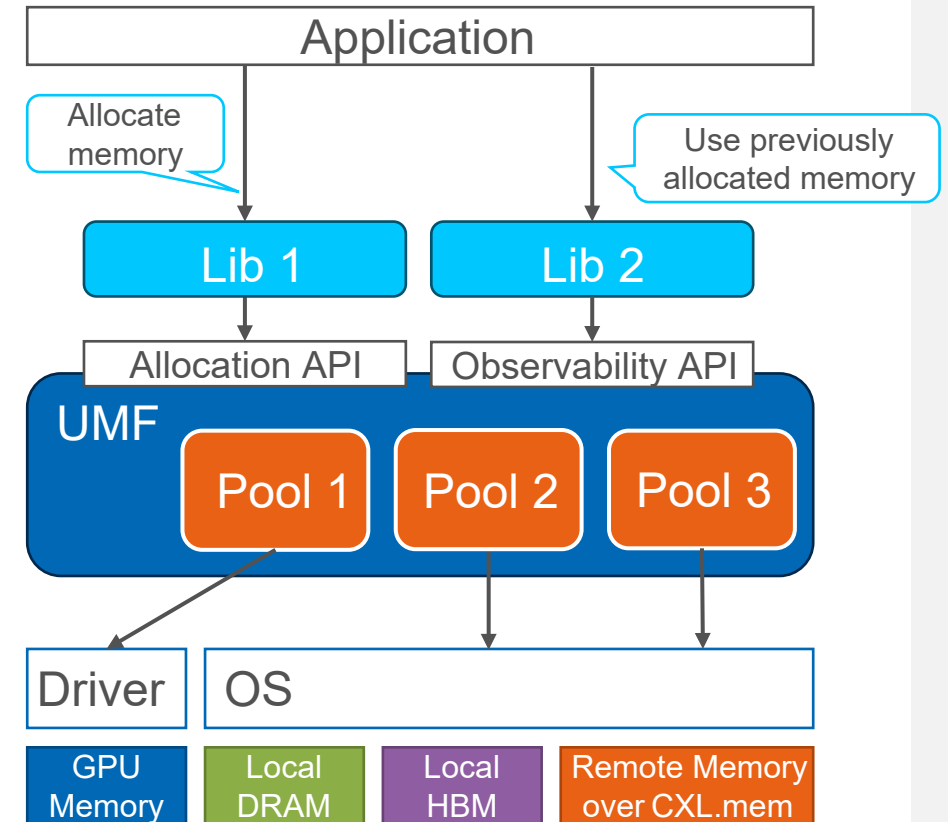 Application
Allocate
memory
Use previously
allocated memory
Lib 1
Lib 2
Allocation API
Observability API
UMF
Pool 1
Pool 2
Pool 3
Driver
OS
GPU
Memory
Local
DRAM
Local
HBM
Remote Memory
over CXL.mem